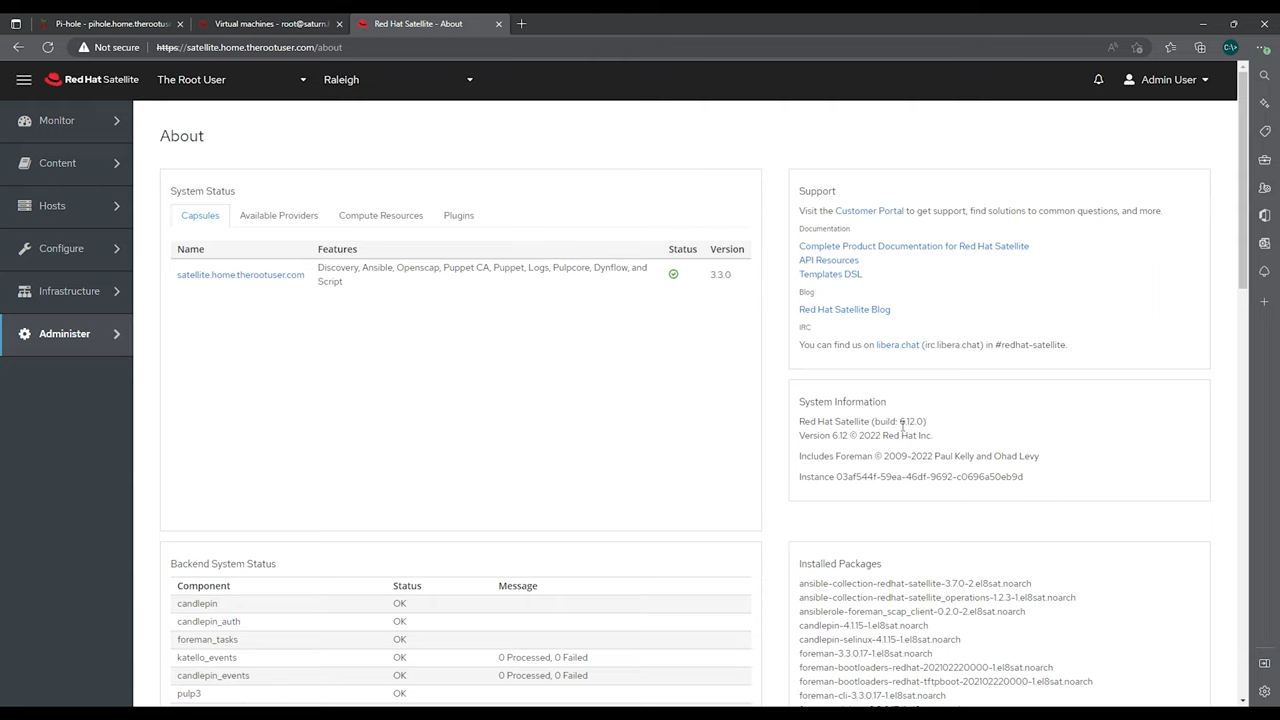 Pi-hole - pihole.home.therootuse
Virtual machines - root@saturn.l
Red Hat Satellite - About
Not secure
https://satellite.home.therootuser.com/about
Red Hat Satellite
The Root User
Raleigh
Admin User
Monitor
Content
Hosts
Configure
Infrastructure
Administer
About
System Status
Capsules Available Providers Compute Resources Plugins
Name Features Status Version
satellite.home.therootuser.com Discovery, Ansible, Openscap, Puppet CA, Puppet, Logs, Pulpcore, Dynflow, and 3.3.0
Script
Support
Visit the Customer Portal to get support, find solutions to common questions, and more.
Documentation
Complete Product Documentation for Red Hat Satellite
API Resources
Templates DSL
Blog
Red Hat Satellite Blog
IRC
You can find us on libera.chat (irc.libera.chat) in #redhat-satellite.
System Information
Red Hat Satellite (build: 6.12.0)
Version 6.12 © 2022 Red Hat Inc.
Includes Foreman © 2009-2022 Paul Kelly and Ohad Levy
Instance 03af544f-59ea-46df-9692-c0696a50eb9d
Backend System Status
Component Status Message
candlepin OK
candlepin_auth OK
foreman_tasks OK
katello_events OK 0 Processed, 0 Failed
candlepin_events OK 0 Processed, 0 Failed
pulp3 OK
Installed Packages
ansible-collection-redhat-satellite-3.7.0-2.el8sat.noarch
ansible-collection-redhat-satellite_operations-1.2.3-1.el8sat.noarch
ansiblerole-foreman_scap_client-0.2.0-2.el8sat.noarch
candlepin-4.1.15-1.el8sat.noarch
candlepin-selinux-4.1.15-1.el8sat.noarch
foreman-3.3.0.17-1.el8sat.noarch
foreman-bootloaders-redhat-202102220000-1.el8sat.noarch
foreman-bootloaders-redhat-tftpboot-202102220000-1.el8sat.noarch
foreman-cli-3.3.0.17-1.el8sat.noarch